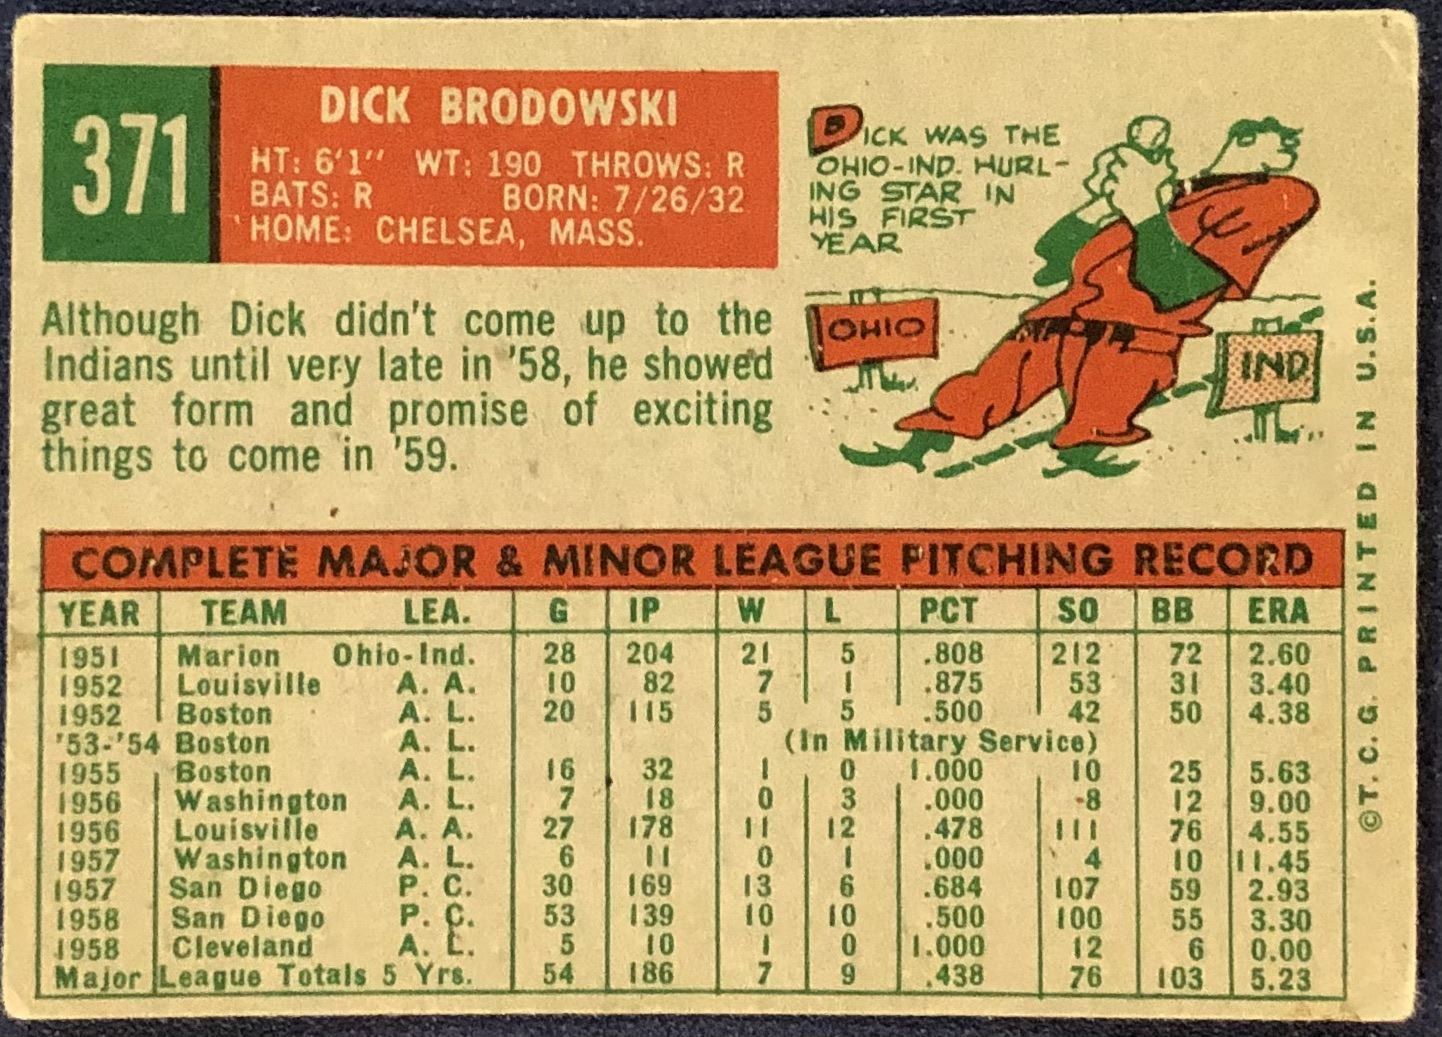 371
DICK BRODOWSKI
HT: 6'1" WT: 190 THROWS: R
BATS: R BORN: 7/26/32
HOME: CHELSEA, MASS.
DICK WAS THE
OHIO-IND. HURL-
ING STAR IN
HIS FIRST
YEAR
OHIO
IND
Although Dick didn't come up to the
Indians until very late in '58, he showed
great form and promise of exciting
things to come in '59.
COMPLETE MAJOR & MINOR LEAGUE PITCHING RECORD
YEAR TEAM LEA. G IP W L PCT SO BB ERA
1951 Marion Ohio-Ind. 28 204 21 5 .808 212 72 2.60
1952 Louisville A. A. 10 82 7 1 .875 53 31 3.40
1952 Boston A. L. 20 115 5 5 .500 42 50 4.38
'53-'54 Boston A. L. (In Military Service)
1955 Boston A. L. 16 32 1 0 1.000 10 25 5.63
1956 Washington A. L. 7 18 0 3 .000 8 12 9.00
1956 Louisville A. A. 27 178 11 12 .478 111 76 4.55
1957 Washington A. L. 6 11 0 1 .000 4 10 11.45
1957 San Diego P. C. 30 169 13 6 .684 107 59 2.93
1958 San Diego P. C. 53 139 10 10 .500 100 55 3.30
1958 Cleveland A. L. 5 10 1 0 1.000 12 6 0.00
Major League Totals 5 Yrs. 54 186 7 9 .438 76 103 5.23
©T. C. G. PRINTED IN U.S.A.